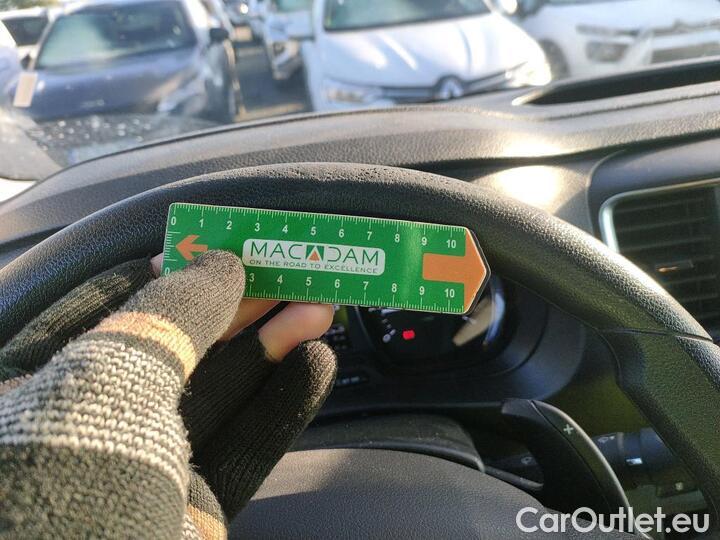 0 1 2 3 4 5 6 7 8 9 10
MACADAM
ON THE ROAD TO EXCELLENCE
0 3 4 5 6 7 8 9 10
+
CarOutlet.eu